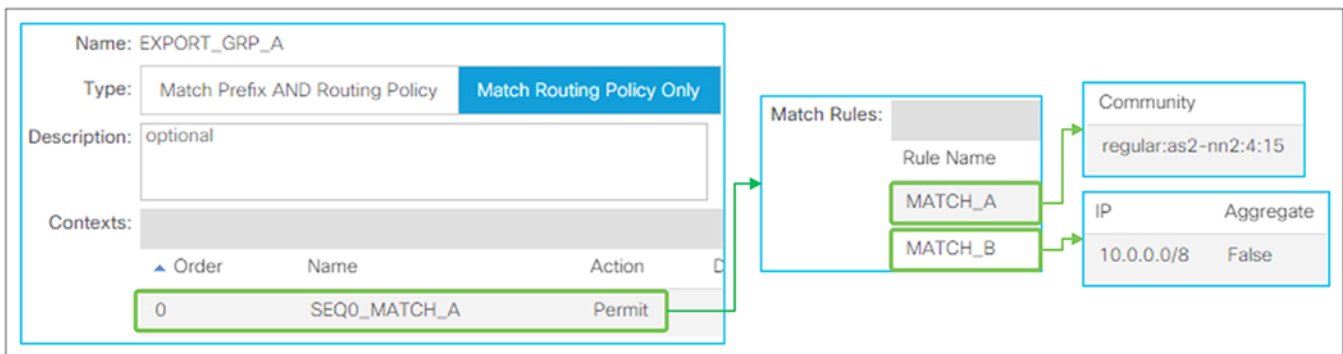 Name: EXPORT_GRP_A
Type: Match Prefix AND Routing Policy Match Routing Policy Only
Description: optional
Contexts:
Order Name Action D
0 SEQ0_MATCH_A Permit
Match Rules:
Rule Name
MATCH_A
MATCH_B
Community
regular:as2-nn2:4:15
IP Aggregate
10.0.0.0/8 False